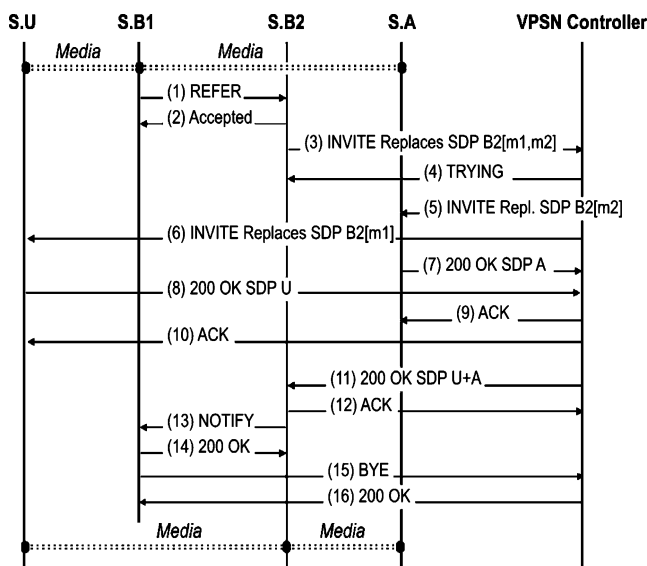 S.U S.B1 S.B2 S.A VPSN Controller
Media Media
(1) REFER
(2) Accepted
(3) INVITE Replaces SDP B2[m1,m2]
(4) TRYING
(5) INVITE Repl. SDP B2[m2]
(6) INVITE Replaces SDP B2[m1]
(7) 200 OK SDP A
(8) 200 OK SDP U
(9) ACK
(10) ACK
(11) 200 OK SDP U+A
(12) ACK
(13) NOTIFY
(14) 200 OK
(15) BYE
(16) 200 OK
Media Media